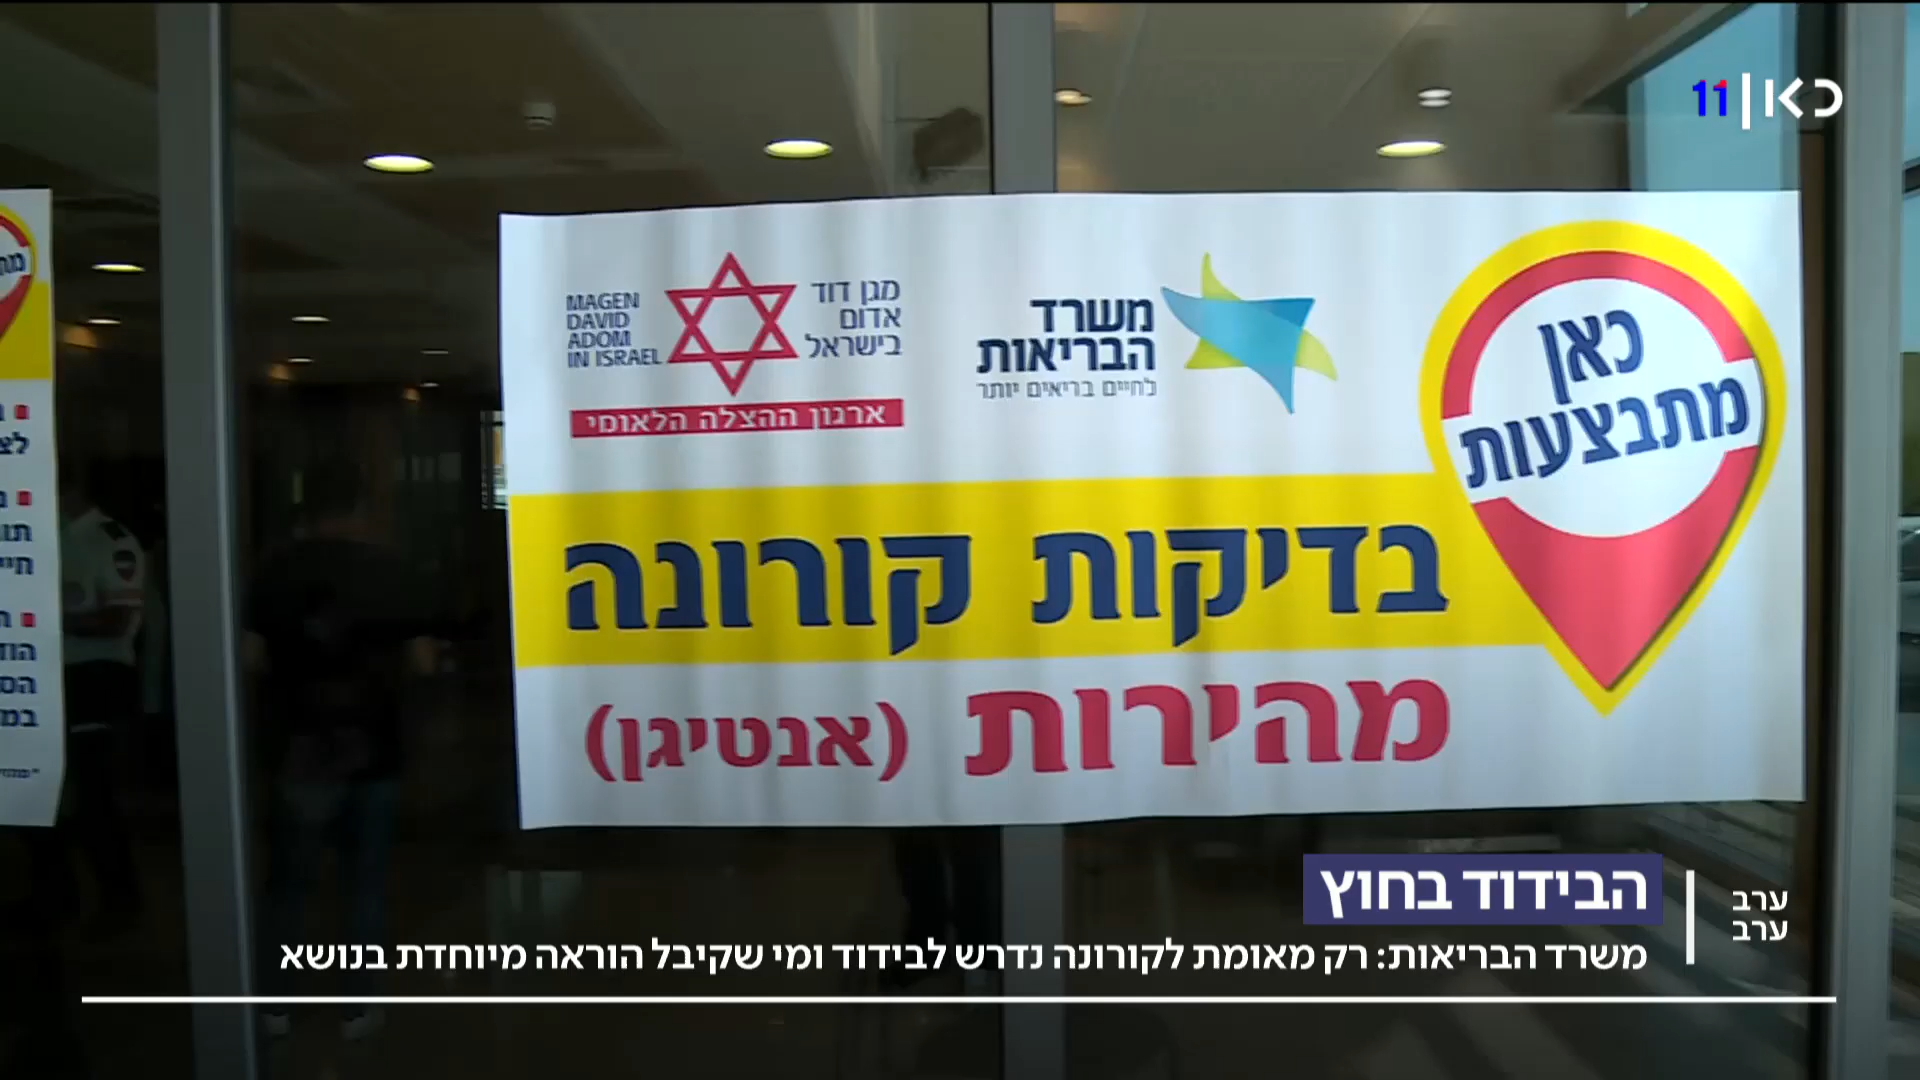 כאן 11
MAGEN
DAVID
ADOM
IN ISRAEL
מגן דוד
אדום
בישראל
ארגון ההצלה הלאומי
משרד
הבריאות
לחיים בריאים יותר
כאן
מתבצעות
בדיקות קורונה
מהירות (אנטיגן)
ערב
ערב
הבידוד בחוץ
משרד הבריאות: רק מאומת לקורונה נדרש לבידוד ומי שקיבל הוראה מיוחדת בנושא